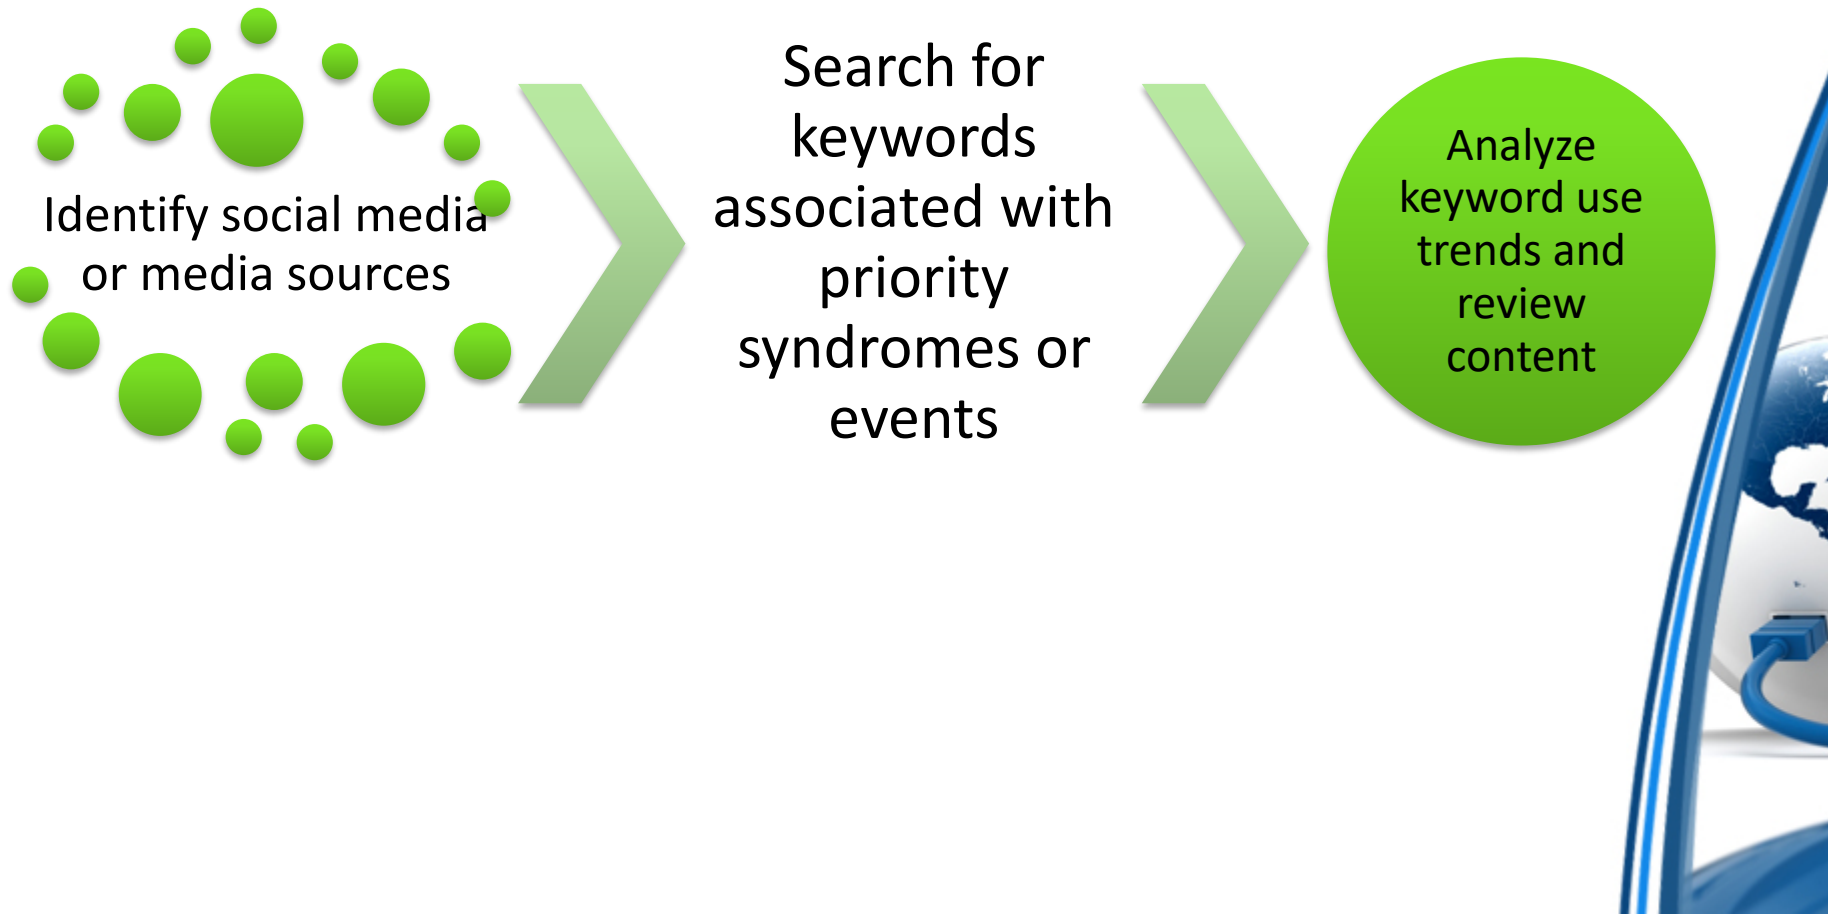 Identify social media
or media sources
Search for
keywords
associated with
priority
syndromes or
events
Analyze
keyword use
trends and
review
content